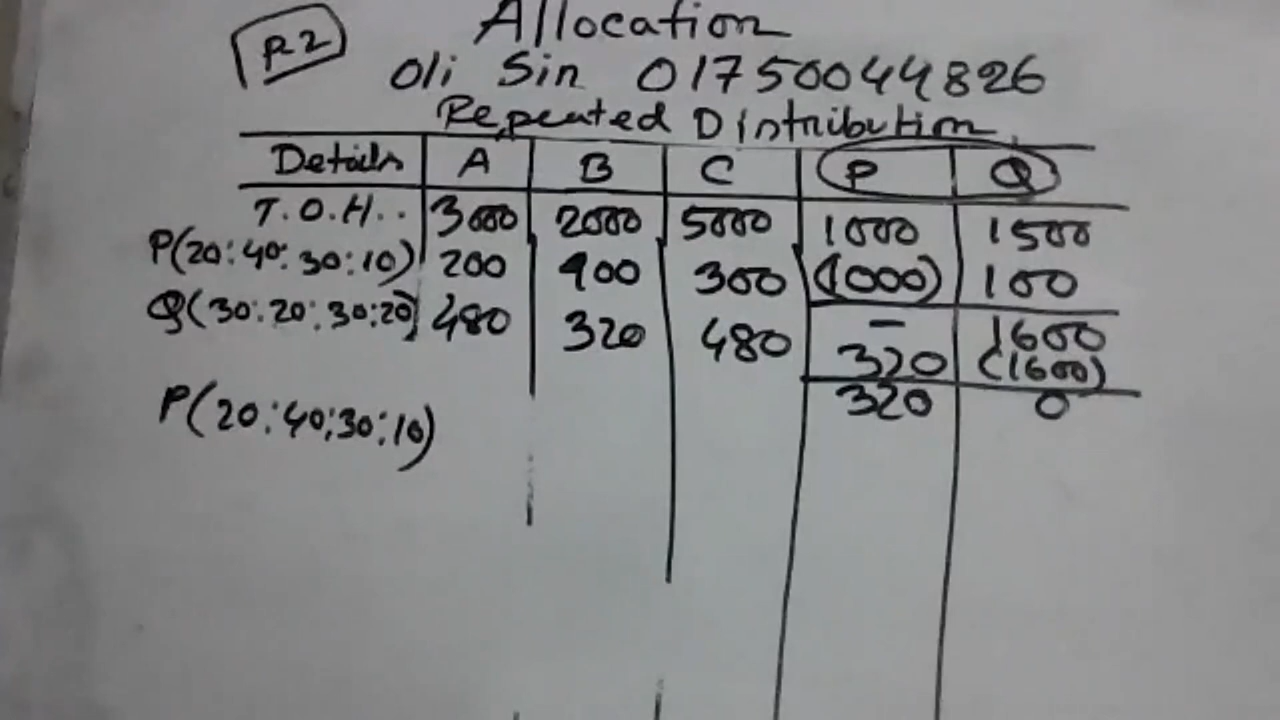 R2
Allocation
Oli Sin 01750044826
Repeated Distribution
Details A B C P Q
T.O.H.. 3000 2000 5000 1000 1500
P(20:40:30:10) 200 400 300 (1000) 100
Q(30:20:30:20) 480 320 480 – 1600
320 (1600)
320 0
P(20:40:30:10)